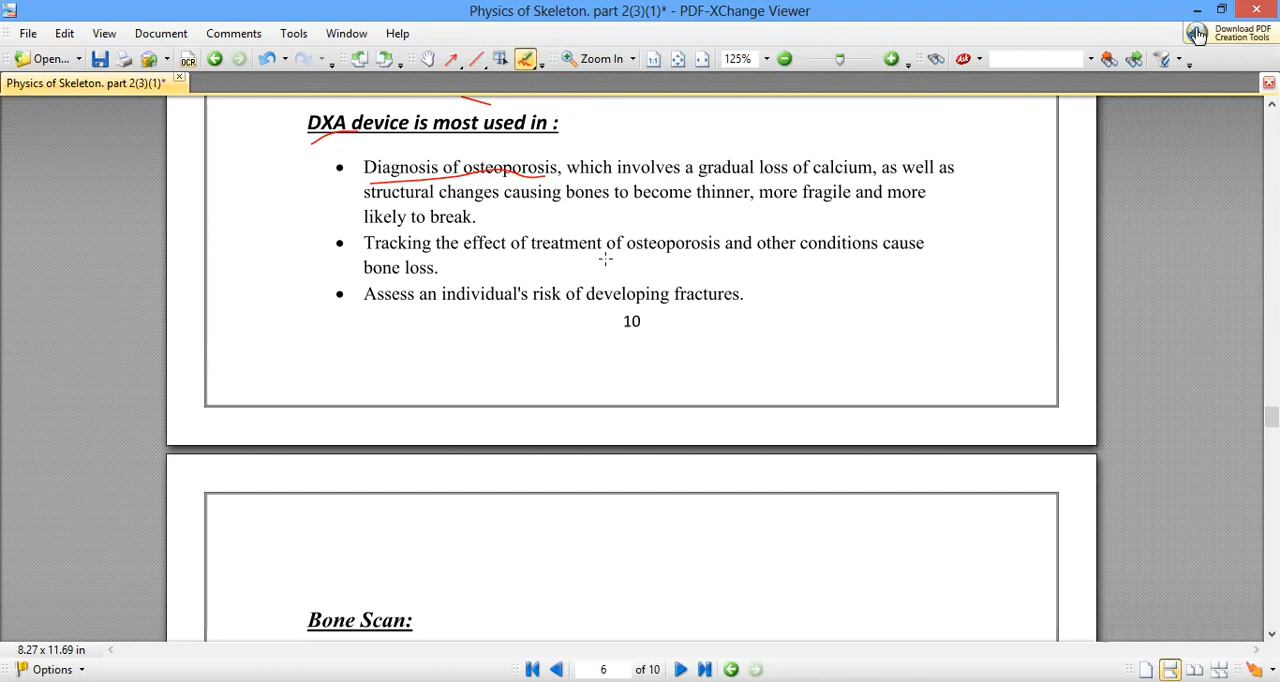 Physics of Skeleton. part 2(3)(1)* - PDF-XChange Viewer
File Edit View Document Comments Tools Window Help
Download PDF
Creation Tools
Open... OCR Zoom In 125%
Physics of Skeleton. part 2(3)(1)*
DXA device is most used in :
• Diagnosis of osteoporosis, which involves a gradual loss of calcium, as well as
structural changes causing bones to become thinner, more fragile and more
likely to break.
• Tracking the effect of treatment of osteoporosis and other conditions cause
bone loss.
• Assess an individual's risk of developing fractures.
10
Bone Scan:
8.27 x 11.69 in
Options 6 of 10